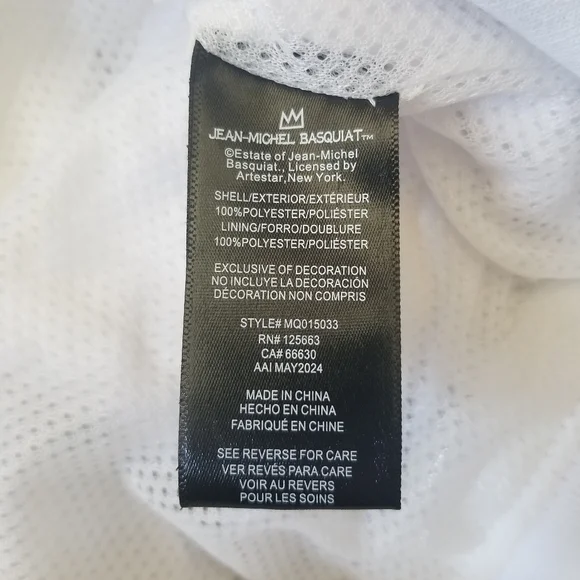 JEAN-MICHEL BASQUIAT™
©Estate of Jean-Michel
Basquiat., Licensed by
Artestar,New York.
SHELL/EXTERIOR/EXTÉRIEUR
100%POLYESTER/POLIÉSTER
LINING/FORRO/DOUBLURE
100%POLYESTER/POLIÉSTER
EXCLUSIVE OF DECORATION
NO INCLUYE LA DECORACIÓN
DÉCORATION NON COMPRIS
STYLE# MQ015033
RN# 125663
CA# 66630
AAI MAY2024
MADE IN CHINA
HECHO EN CHINA
FABRIQUÉ EN CHINE
SEE REVERSE FOR CARE
VER REVÉS PARA CARE
VOIR AU REVERS
POUR LES SOINS